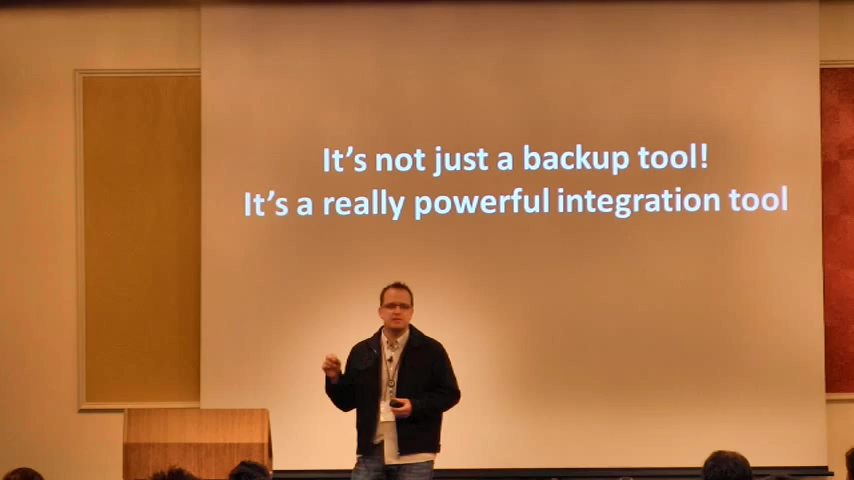 It’s not just a backup tool!
It’s a really powerful integration tool